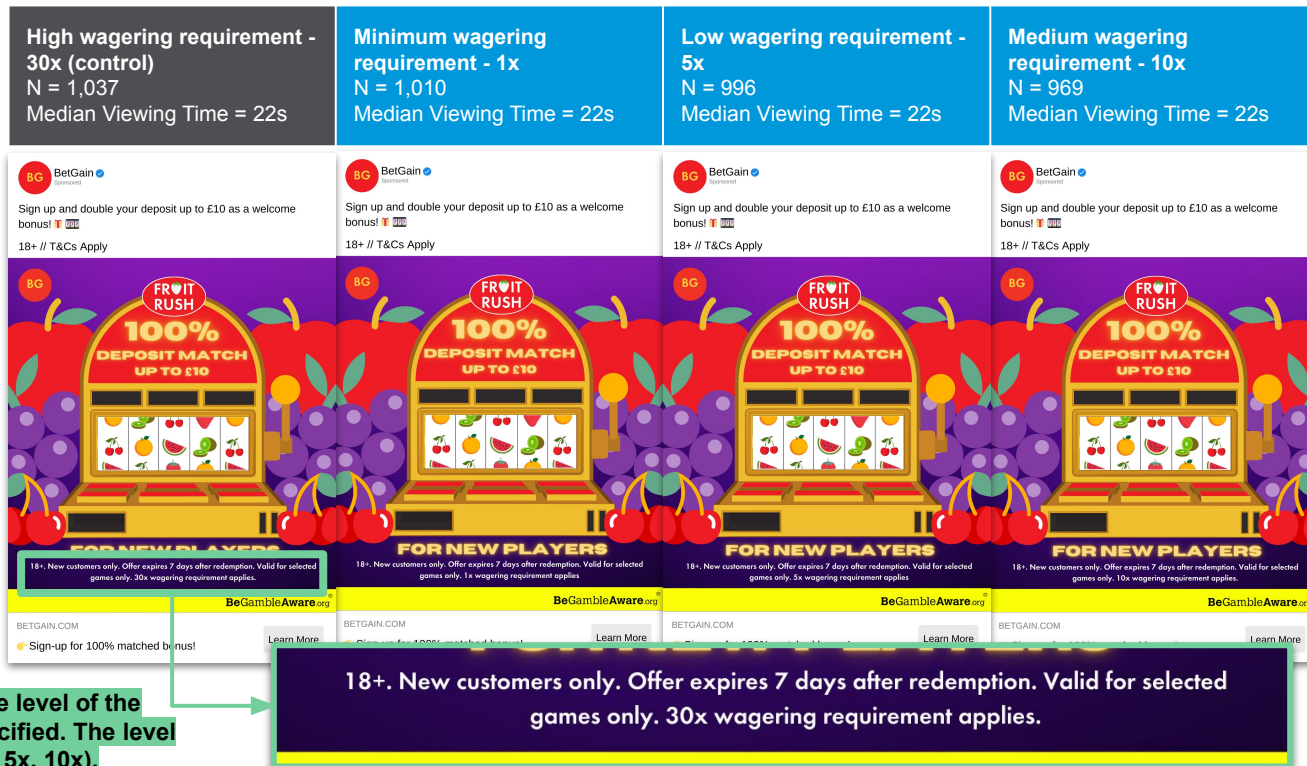 High wagering requirement -
30x (control)
N = 1,037
Median Viewing Time = 22s
Minimum wagering
requirement - 1x
N = 1,010
Median Viewing Time = 22s
Low wagering requirement -
5x
N = 996
Median Viewing Time = 22s
Medium wagering
requirement - 10x
N = 969
Median Viewing Time = 22s
BG
BetGain
Sponsored
Sign up and double your deposit up to £10 as a welcome
bonus!
18+ // T&Cs Apply
BG
FRUIT
RUSH
100%
DEPOSIT MATCH
UP TO £10
FOR NEW PLAYERS
18+. New customers only. Offer expires 7 days after redemption. Valid for selected
games only. 30x wagering requirement applies.
BeGambleAware.org®
BETGAIN.COM
Sign-up for 100% matched bonus!
Learn More
BG
BetGain
Sponsored
Sign up and double your deposit up to £10 as a welcome
bonus!
18+ // T&Cs Apply
BG
FRUIT
RUSH
100%
DEPOSIT MATCH
UP TO £10
FOR NEW PLAYERS
18+. New customers only. Offer expires 7 days after redemption. Valid for selected
games only. 1x wagering requirement applies
BeGambleAware.org®
BETGAIN.COM
Sign-up for 100% matched bonus!
Learn More
BG
BetGain
Sponsored
Sign up and double your deposit up to £10 as a welcome
bonus!
18+ // T&Cs Apply
BG
FRUIT
RUSH
100%
DEPOSIT MATCH
UP TO £10
FOR NEW PLAYERS
18+. New customers only. Offer expires 7 days after redemption. Valid for selected
games only. 5x wagering requirement applies
BeGambleAware.org®
BETGAIN.COM
Learn More
BG
BetGain
Sponsored
Sign up and double your deposit up to £10 as a welcome
bonus!
18+ // T&Cs Apply
BG
FRUIT
RUSH
100%
DEPOSIT MATCH
UP TO £10
FOR NEW PLAYERS
18+. New customers only. Offer expires 7 days after redemption. Valid for selected
games only. 10x wagering requirement applies.
BeGambleAware.or
BETGAIN.COM
Learn More
level of the
cified. The level
5x, 10x).
18+. New customers only. Offer expires 7 days after redemption. Valid for selected
games only. 30x wagering requirement applies.